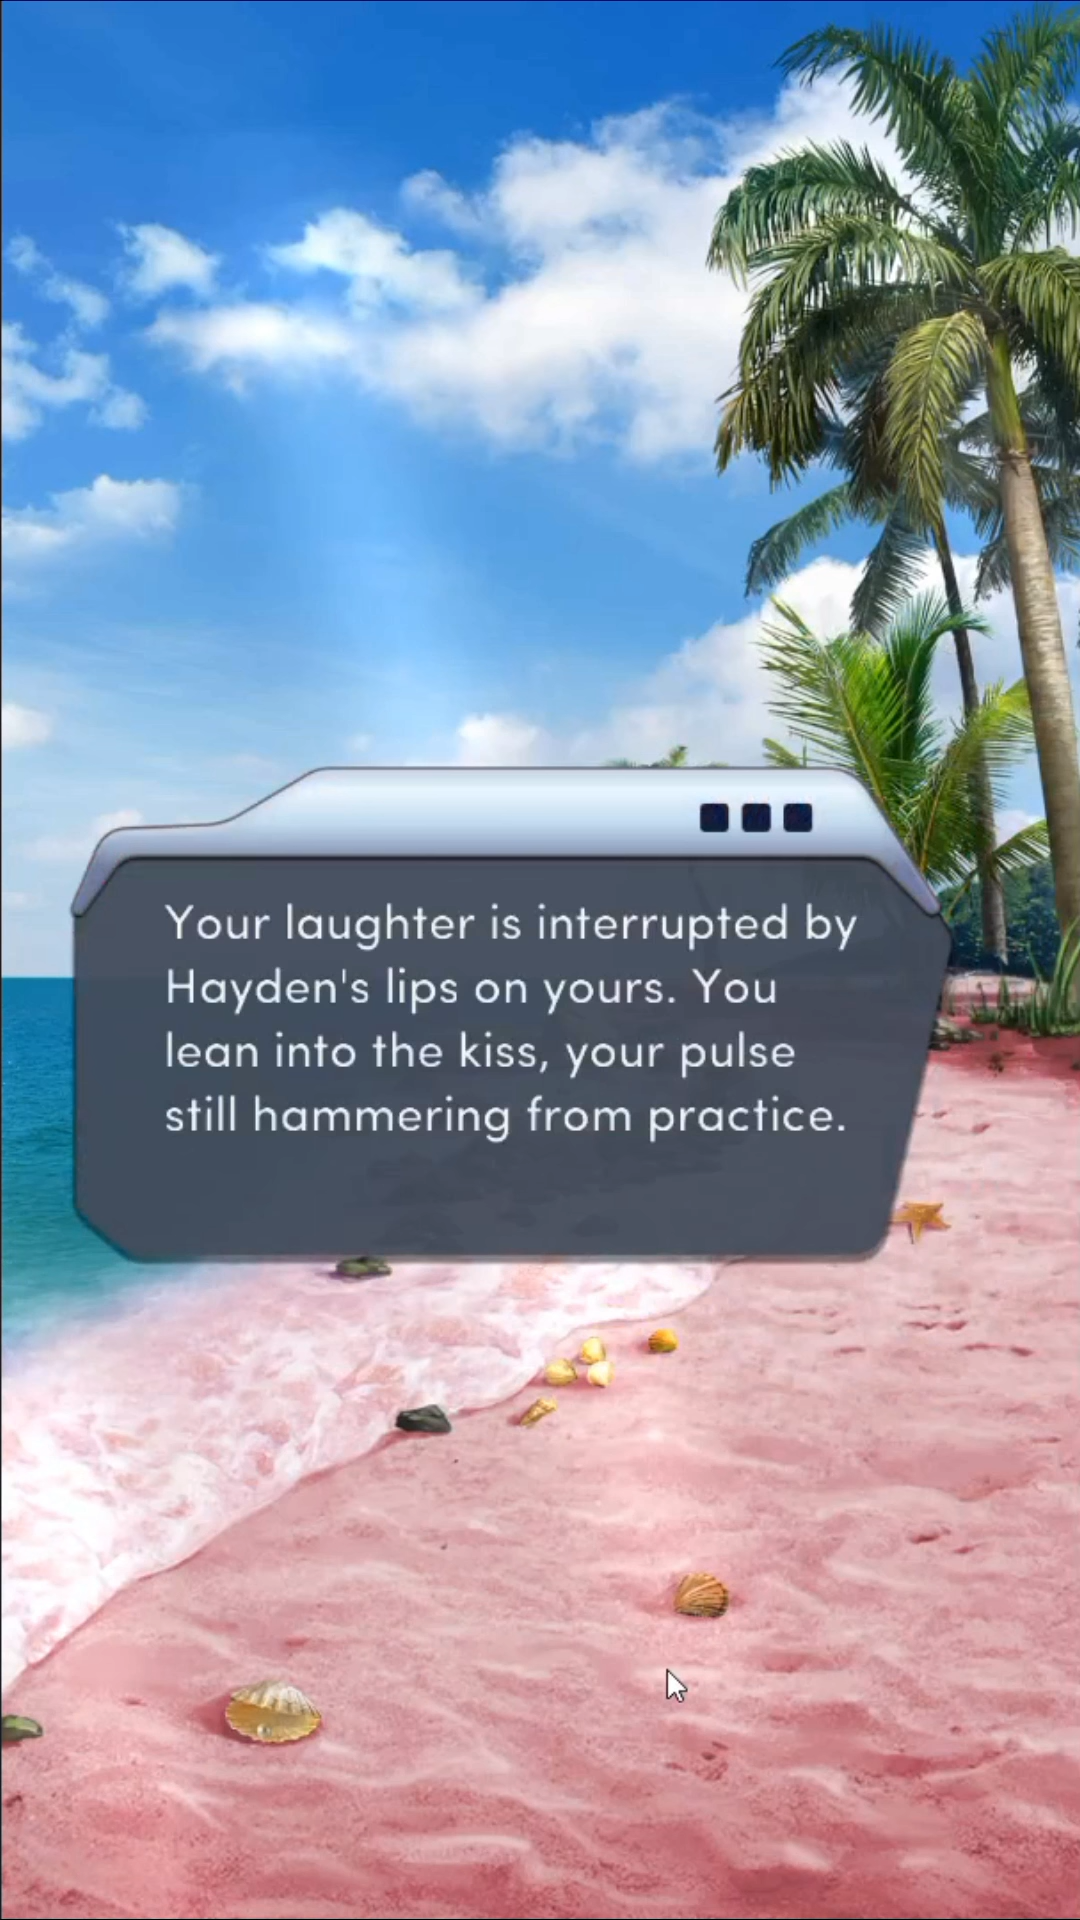 Your laughter is interrupted by
Hayden's lips on yours. You
lean into the kiss, your pulse
still hammering from practice.